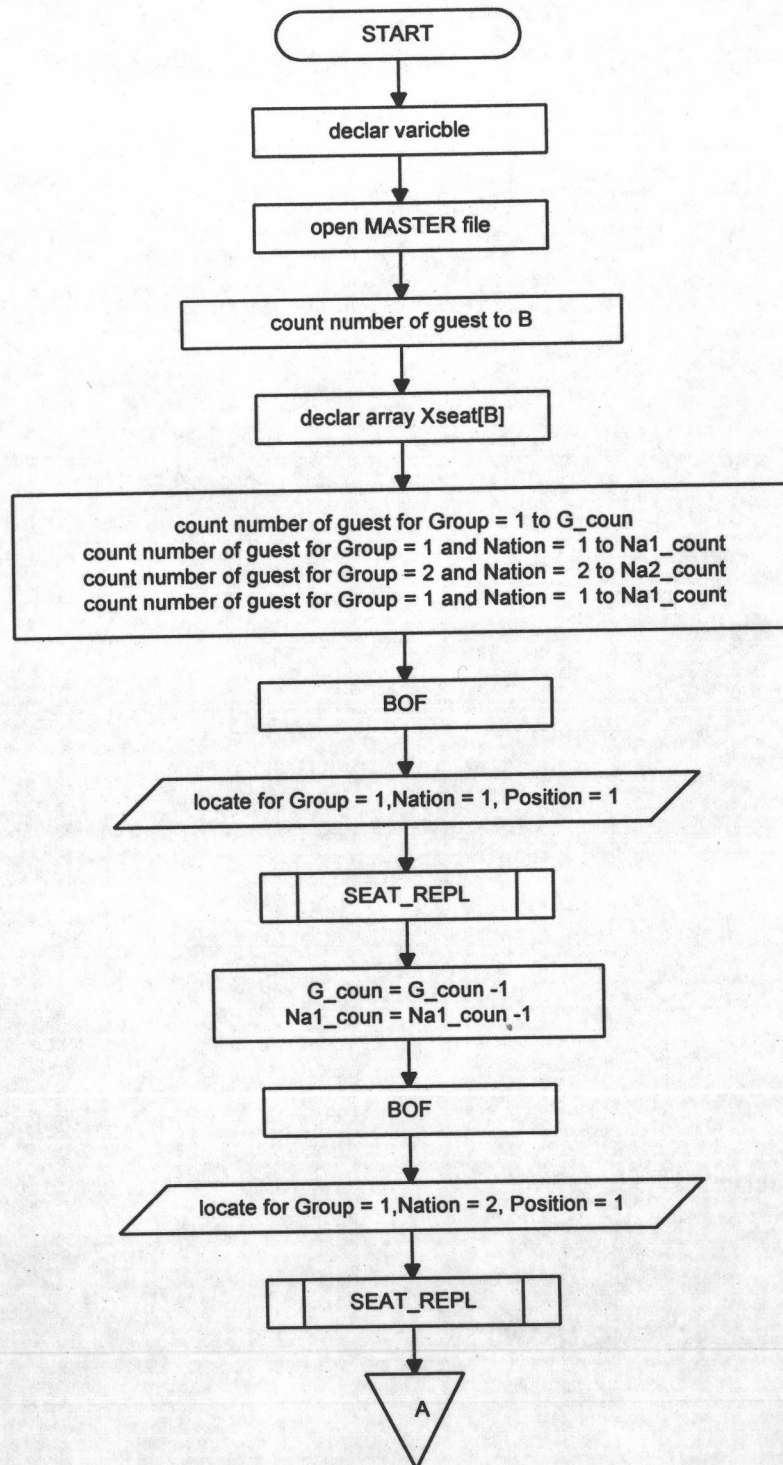 START
declar varicble
open MASTER file
count number of guest to B
declar array Xseat[B]
count number of guest for Group = 1 to G_coun
count number of guest for Group = 1 and Nation = 1 to Na1_count
count number of guest for Group = 2 and Nation = 2 to Na2_count
count number of guest for Group = 1 and Nation = 1 to Na1_count
BOF
locate for Group = 1,Nation = 1, Position = 1
SEAT_REPL
G_coun = G_coun -1
Na1_coun = Na1_coun -1
BOF
locate for Group = 1,Nation = 2, Position = 1
SEAT_REPL
A